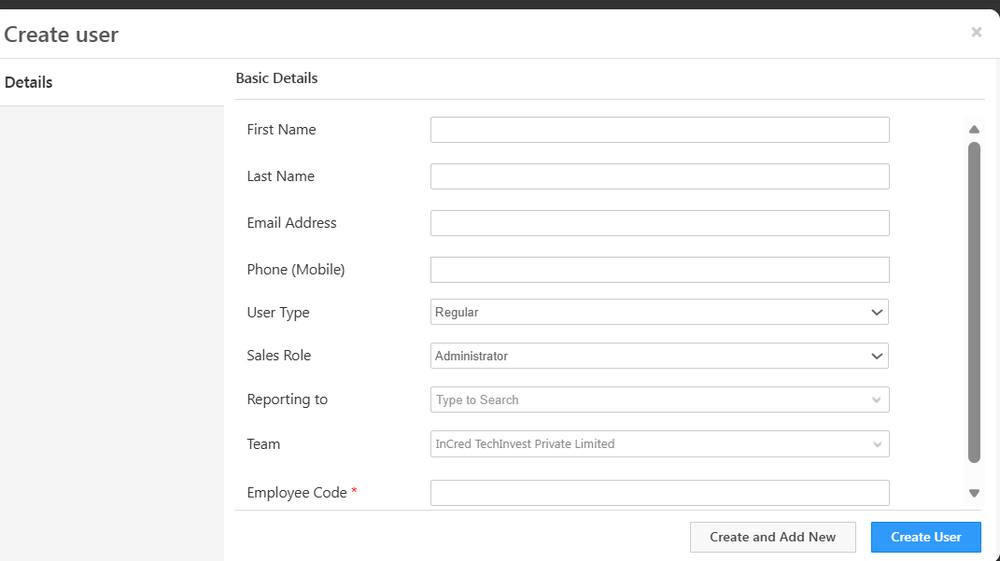 Create user
×
Details
Basic Details
First Name
Last Name
Email Address
Phone (Mobile)
User Type
Regular
Sales Role
Administrator
Reporting to
Type to Search
Team
InCred TechInvest Private Limited
Employee Code *
Create and Add New
Create User